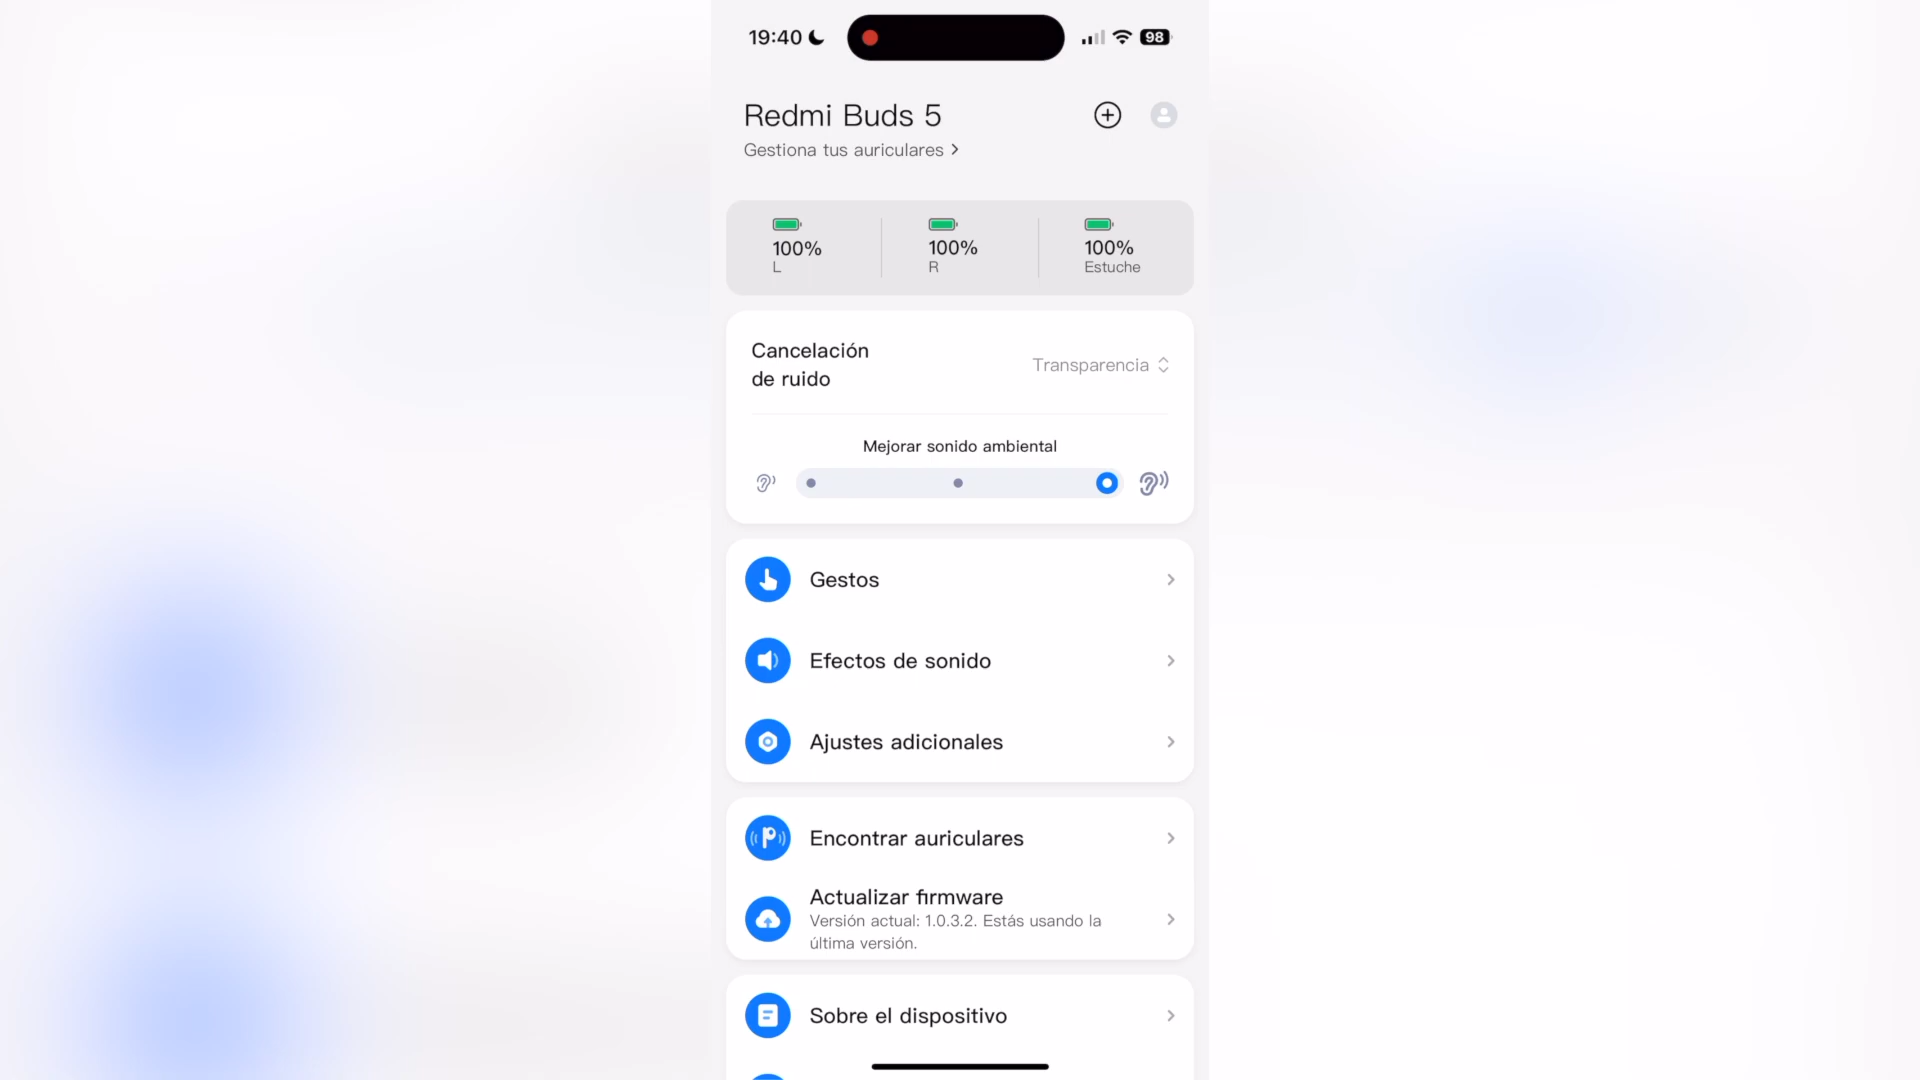 19:40
98
Redmi Buds 5
Gestiona tus auriculares
100%
L
100%
R
100%
Estuche
Cancelación
de ruido
Transparencia
Mejorar sonido ambiental
Gestos
Efectos de sonido
Ajustes adicionales
Encontrar auriculares
Actualizar firmware
Versión actual: 1.0.3.2. Estás usando la
última versión.
Sobre el dispositivo